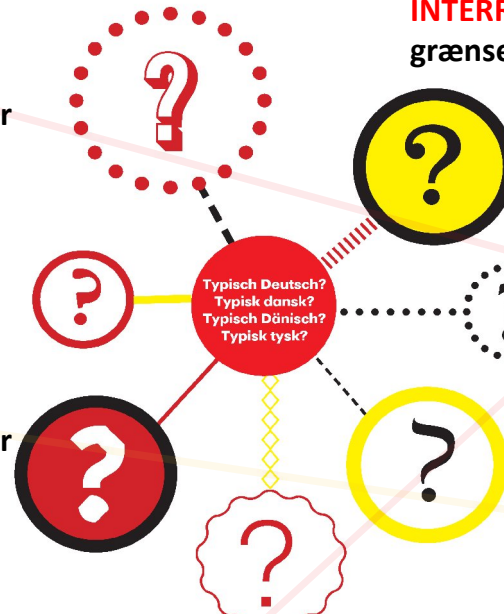 INTERR
grænse
r
?
?
?
Typisch Deutsch?
Typisk dansk?
Typisch Dänisch?
Typisk tysk?
r
?
?
?